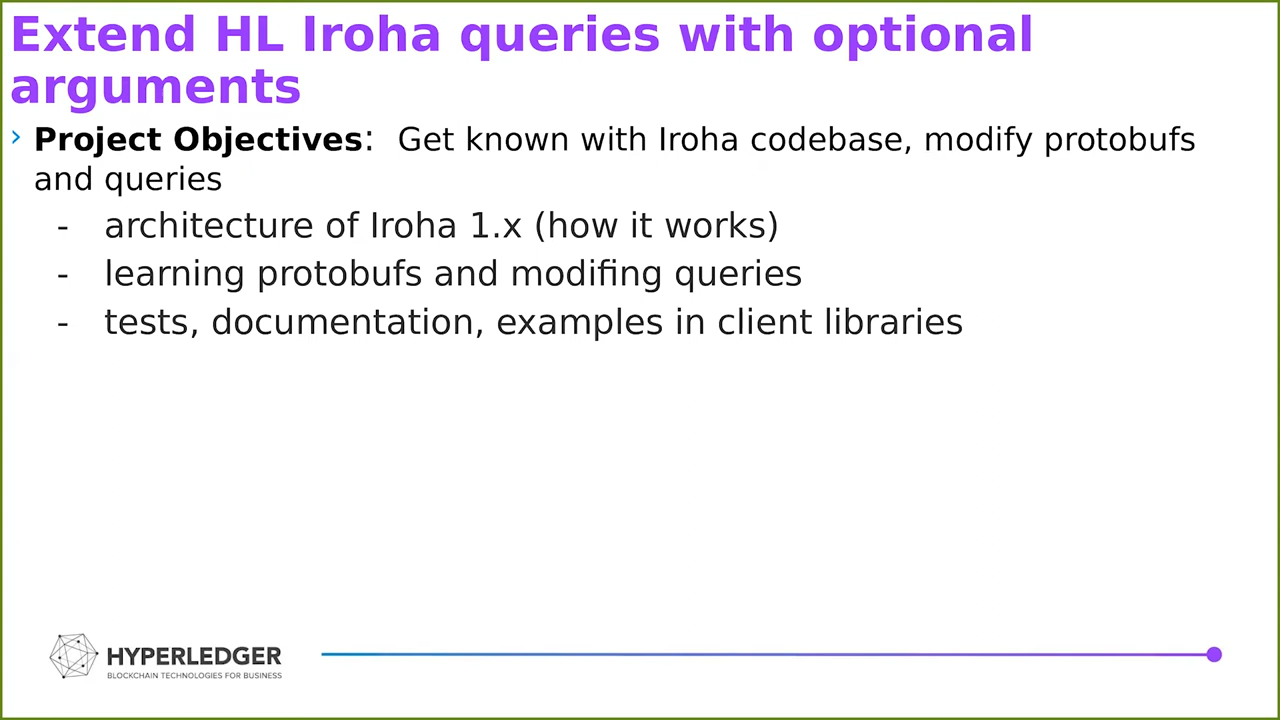 Extend HL Iroha queries with optional
arguments
› Project Objectives: Get known with Iroha codebase, modify protobufs
and queries
- architecture of Iroha 1.x (how it works)
- learning protobufs and modifing queries
- tests, documentation, examples in client libraries
HYPERLEDGER
BLOCKCHAIN TECHNOLOGIES FOR BUSINESS